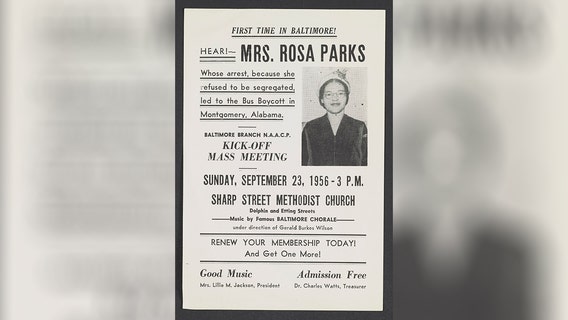 FIRST TIME IN BALTIMORE!
HEAR!— MRS. ROSA PARKS
Whose arrest, because she
refused to be segregated,
led to the Bus Boycott in
Montgomery, Alabama.
BALTIMORE BRANCH N.A.A.C.P.
KICK-OFF
MASS MEETING
SUNDAY, SEPTEMBER 23, 1956 - 3 P.M.
SHARP STREET METHODIST CHURCH
Dolphin and Etting Streets
Music by Famous BALTIMORE CHORALE
under direction of Gerald Burkes Wilson
RENEW YOUR MEMBERSHIP TODAY!
And Get One More!
Good Music Admission Free
Mrs. Lillie M. Jackson, President Dr. Charles Watts, Treasurer